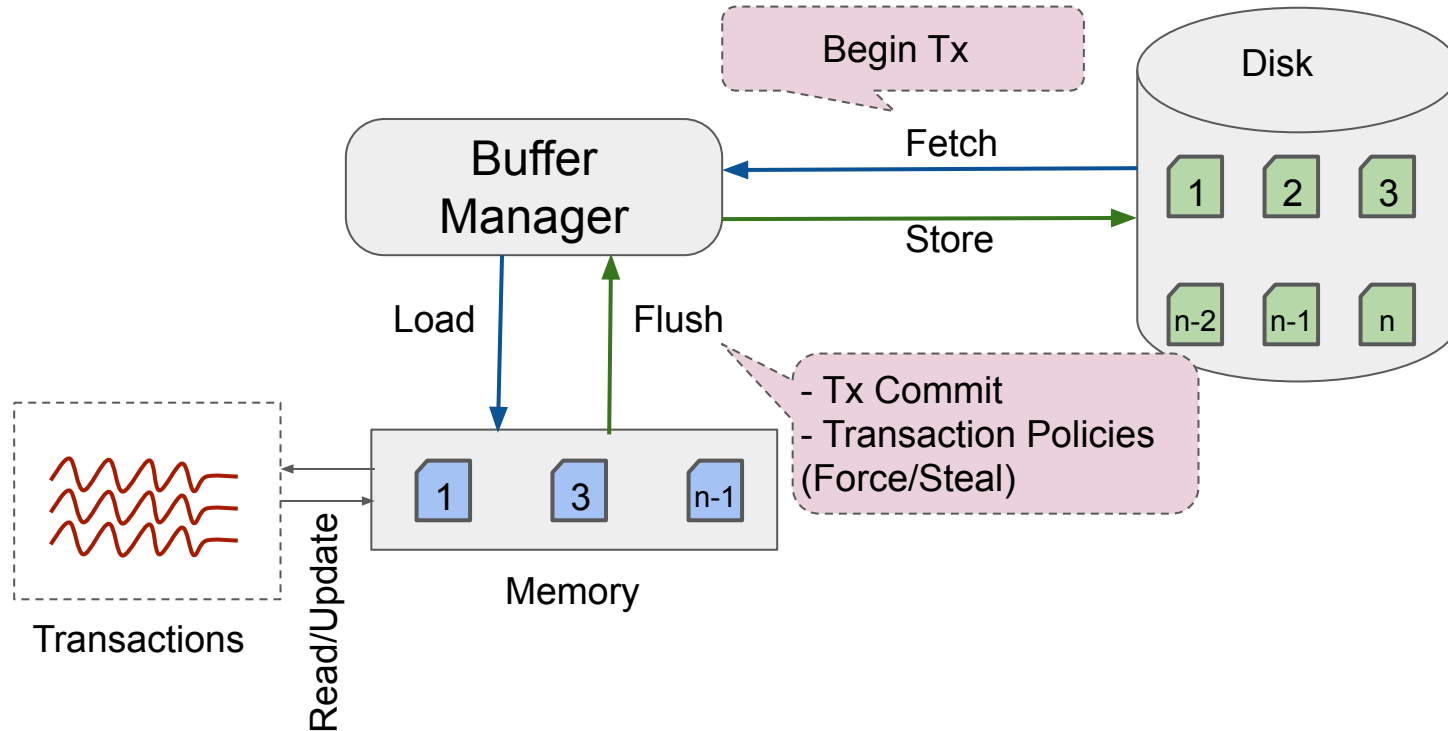 Begin Tx
Disk
Buffer
Manager
Fetch
Store
1
2
3
n-2
n-1
n
Load
Flush
- Tx Commit
- Transaction Policies
(Force/Steal)
1
3
n-1
Memory
Read/Update
Transactions